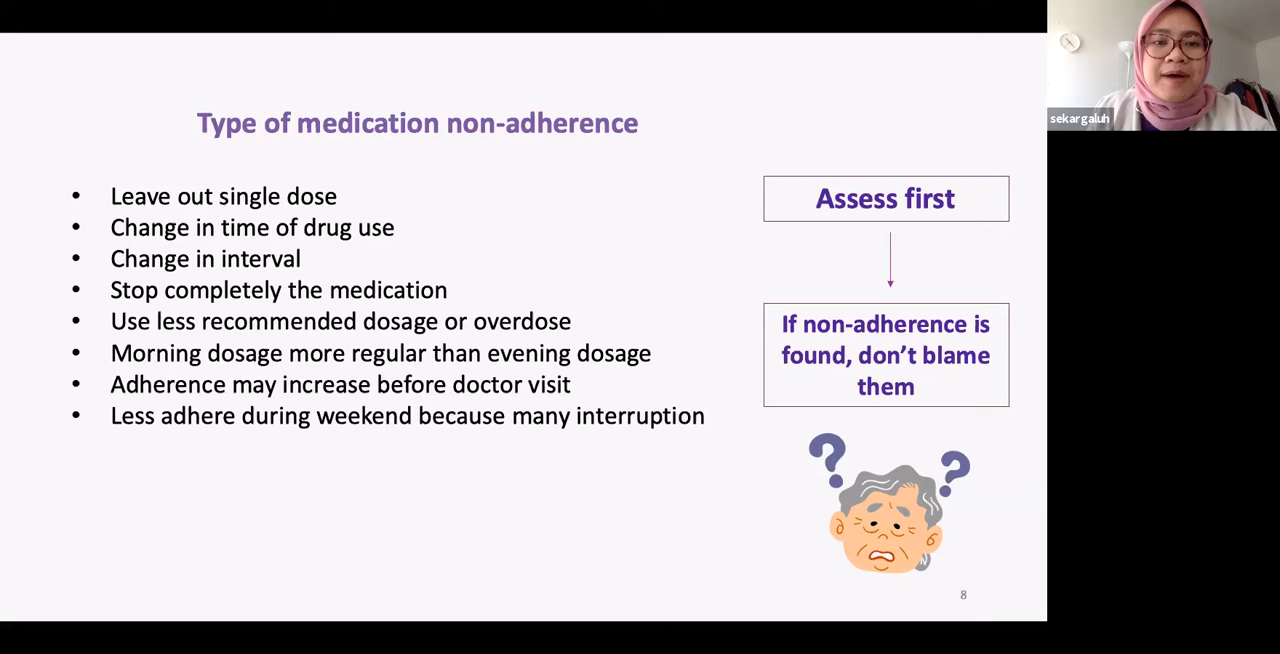 Type of medication non-adherence
• Leave out single dose
• Change in time of drug use
• Change in interval
• Stop completely the medication
• Use less recommended dosage or overdose
• Morning dosage more regular than evening dosage
• Adherence may increase before doctor visit
• Less adhere during weekend because many interruption
Assess first
If non-adherence is
found, don't blame
them
? ?
8
sekargaluh